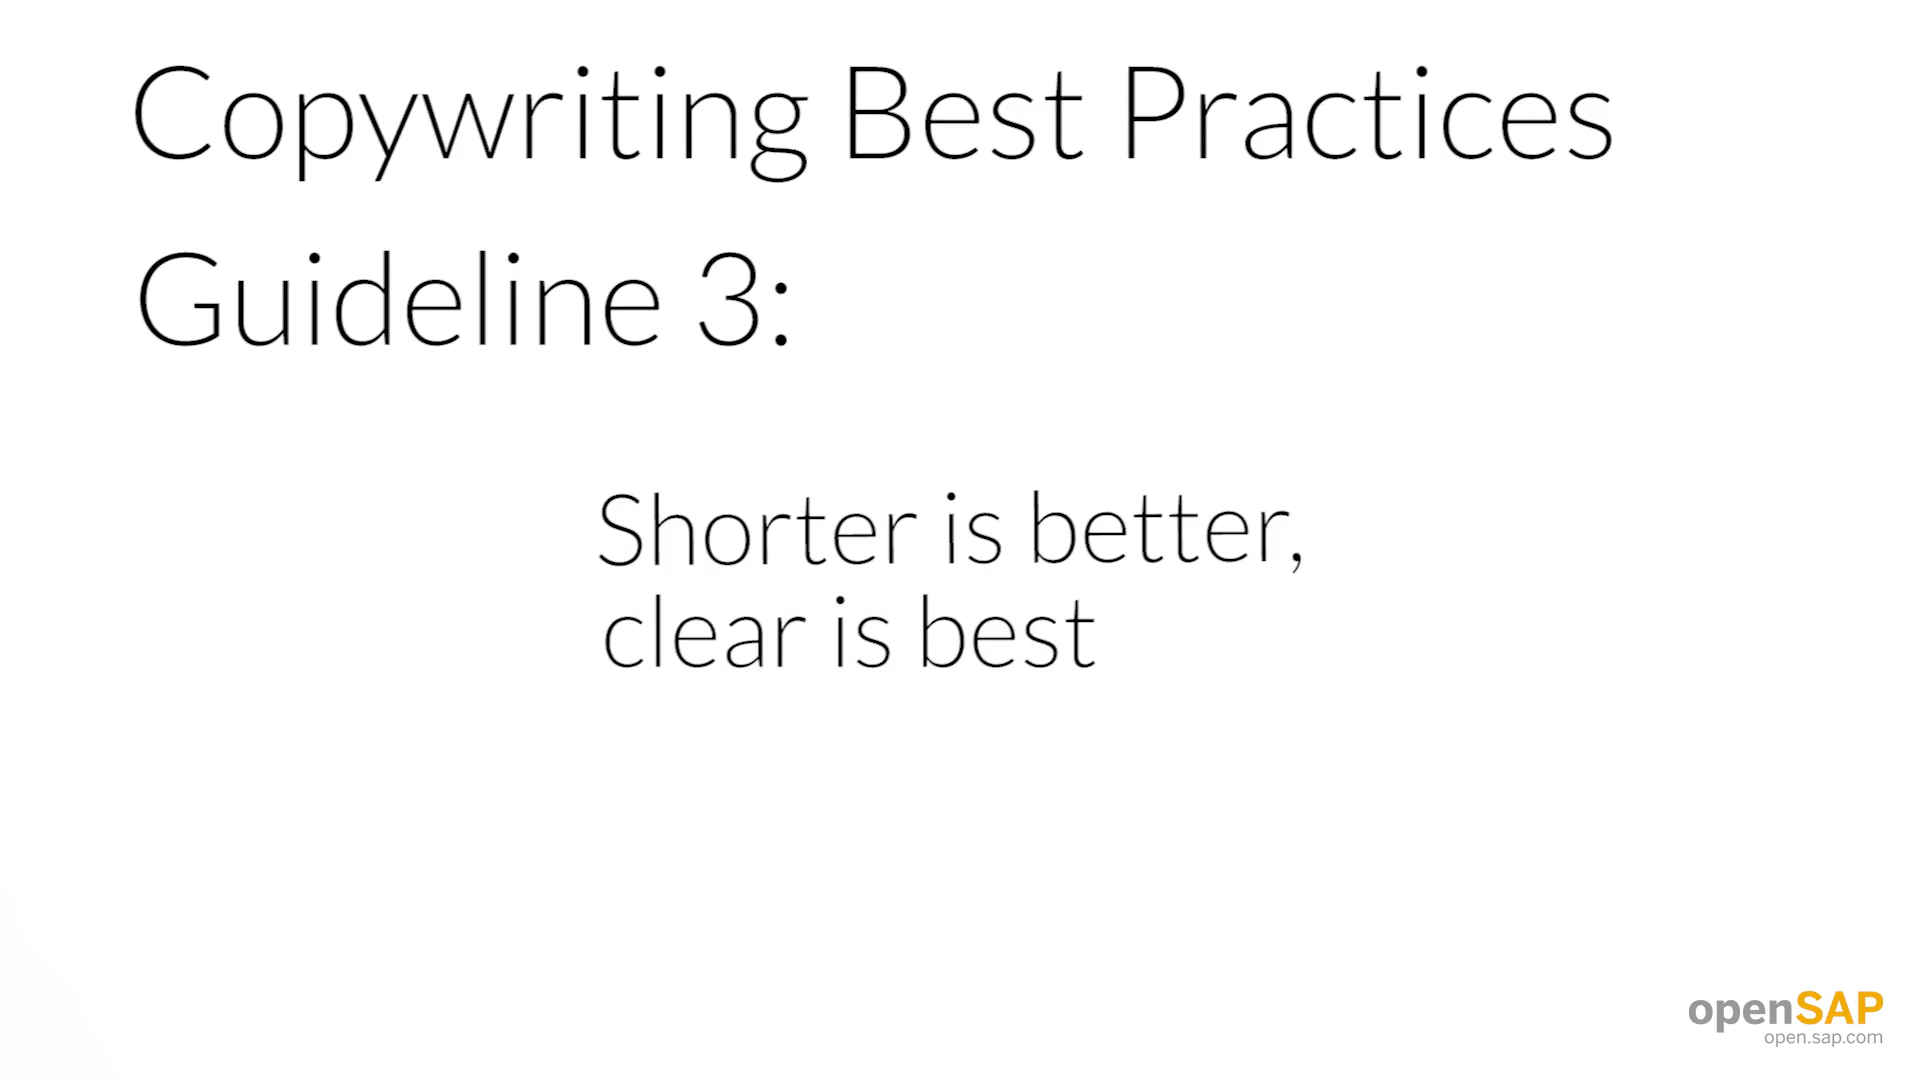 Copywriting Best Practices
Guideline 3:
Shorter is better,
clear is best
openSAP
open.sap.com